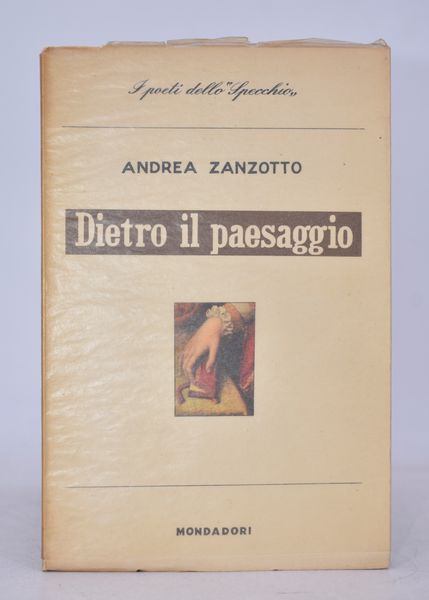 I poeti dello "Specchio"
ANDREA ZANZOTTO
Dietro il paesaggio
MONDADORI